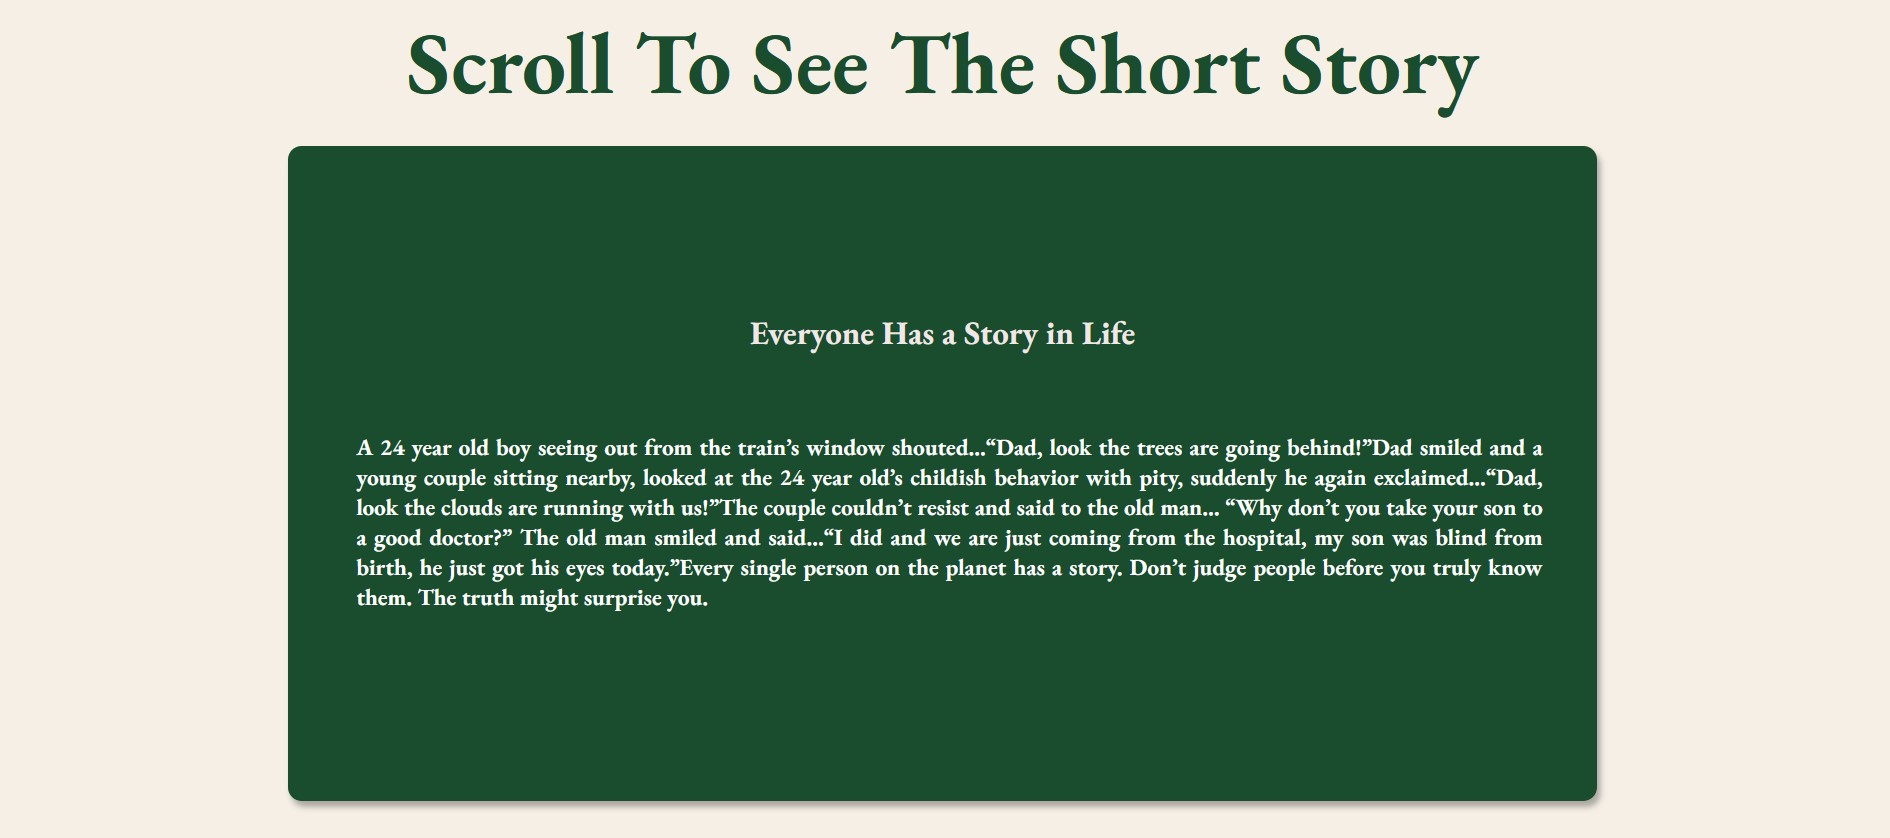 Scroll To See The Short Story
Everyone Has a Story in Life
A 24 year old boy seeing out from the train’s window shouted...“Dad, look the trees are going behind!”Dad smiled and a
young couple sitting nearby, looked at the 24 year old’s childish behavior with pity, suddenly he again exclaimed...“Dad,
look the clouds are running with us!”The couple couldn’t resist and said to the old man... “Why don’t you take your son to
a good doctor?” The old man smiled and said...“I did and we are just coming from the hospital, my son was blind from
birth, he just got his eyes today.”Every single person on the planet has a story. Don’t judge people before you truly know
them. The truth might surprise you.